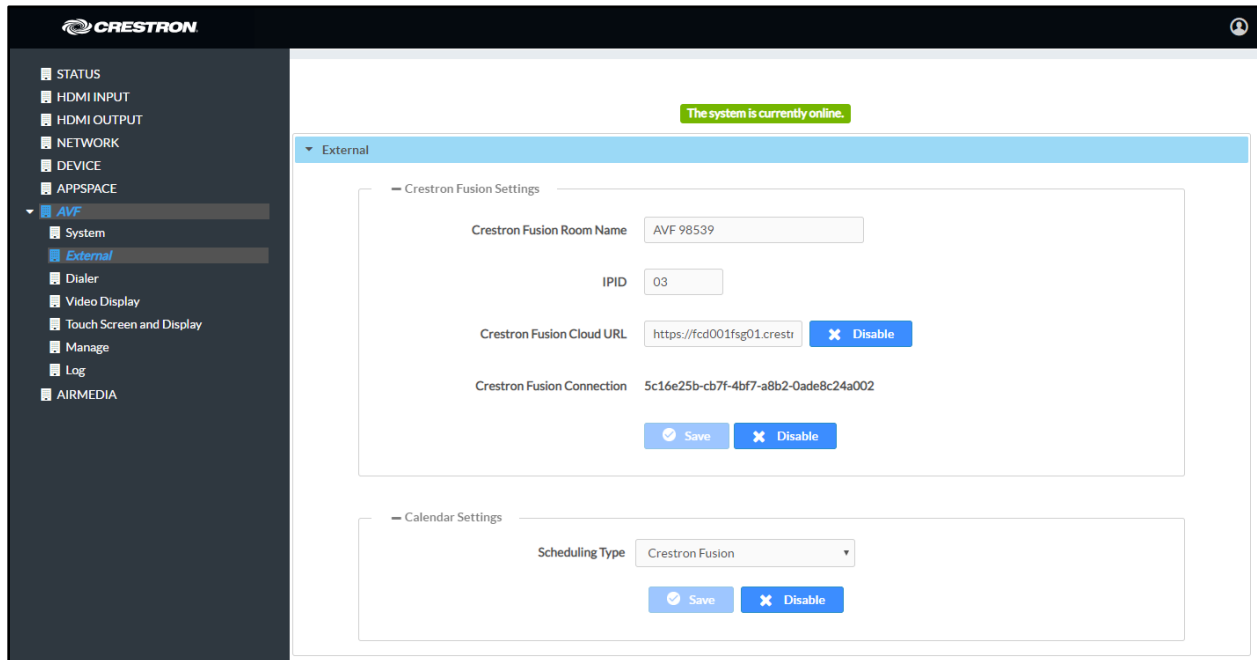 CRESTRON
STATUS
HDMI INPUT
HDMI OUTPUT
NETWORK
DEVICE
APPSPACE
AVF
System
External
Dialer
Video Display
Touch Screen and Display
Manage
Log
AIRMEDIA
The system is currently online.
External
Crestron Fusion Settings
Crestron Fusion Room Name AVF 98539
IPID 03
Crestron Fusion Cloud URL https://fcd001fsg01.crestr Disable
Crestron Fusion Connection 5c16e25b-cb7f-4bf7-a8b2-0ade8c24a002
Save Disable
Calendar Settings
Scheduling Type Crestron Fusion
Save Disable